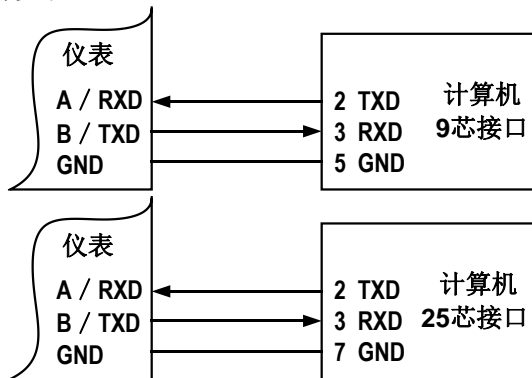 仪表
A / RXD 2 TXD 计算机
B / TXD 3 RXD 9芯接口
GND 5 GND
仪表
A / RXD 2 TXD 计算机
B / TXD 3 RXD 25芯接口
GND 7 GND